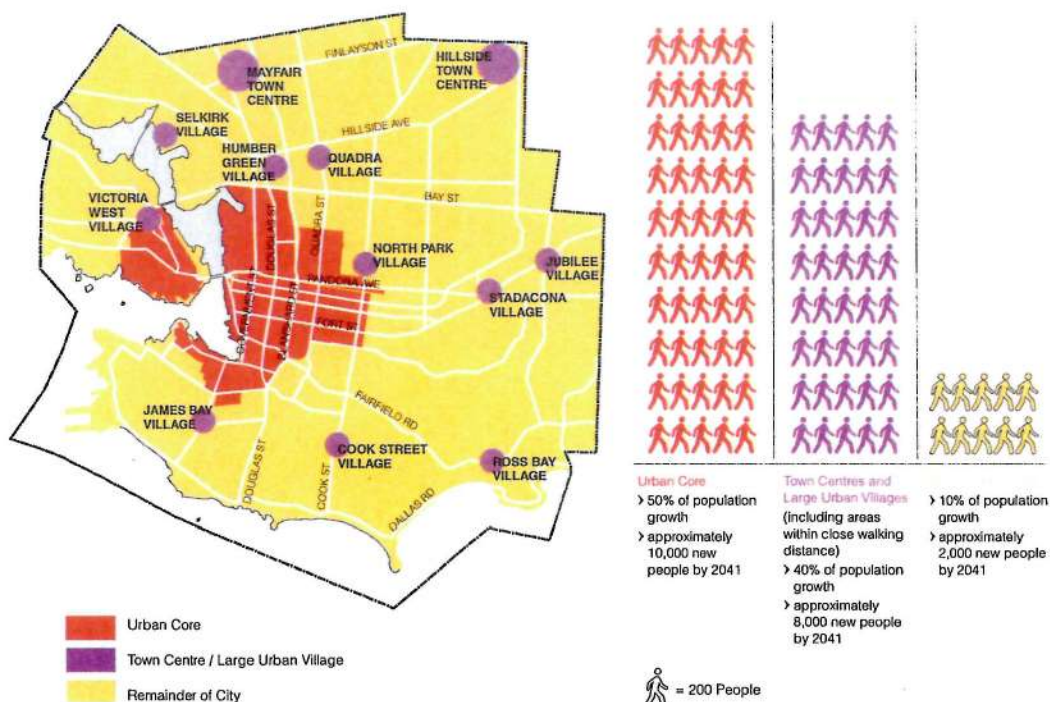 FINLAYSON ST
MAYFAIR
TOWN
CENTRE
HILLSIDE
TOWN
CENTRE
SELKIRK
VILLAGE
HILLSIDE AVE
HUMBER
GREEN
VILLAGE
QUADRA
VILLAGE
VICTORIA
WEST
VILLAGE
BAY ST
DOUGLAS ST
QUADRA ST
NORTH PARK
VILLAGE
JUBILEE
VILLAGE
PANDORA AVE
STADACONA
VILLAGE
GOVERNMENT ST
BLANSHARD ST
FORT ST
JAMES BAY
VILLAGE
FAIRFIELD RD
COOK STREET
VILLAGE
ROSS BAY
VILLAGE
DOUGLAS ST
COOK ST
DALLAS RD
Urban Core
Town Centre / Large Urban Village
Remainder of City
Urban Core
> 50% of population
growth
> approximately
10,000 new
people by 2041
Town Centres and
Large Urban Villages
(including areas
within close walking
distance)
> 40% of population
growth
> approximately
8,000 new people
by 2041
> 10% of population
growth
> approximately
2,000 new people
by 2041
= 200 People